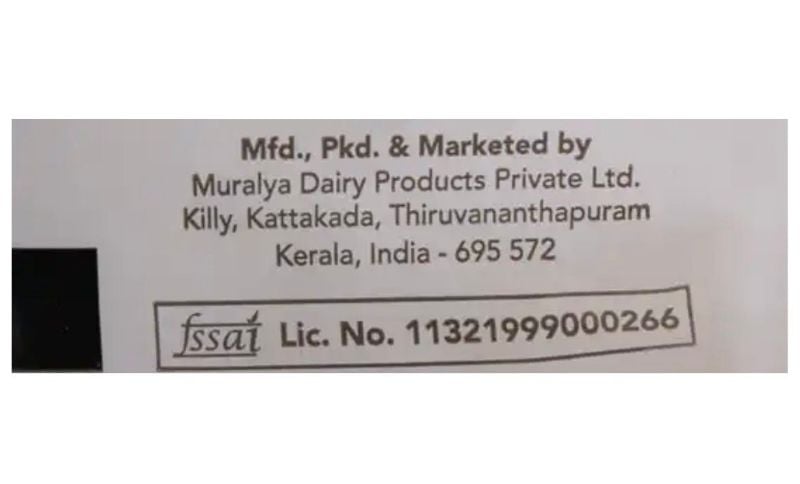 Mfd., Pkd. & Marketed by
Muralya Dairy Products Private Ltd.
Killy, Kattakada, Thiruvananthapuram
Kerala, India - 695 572
fssai Lic. No. 11321999000266